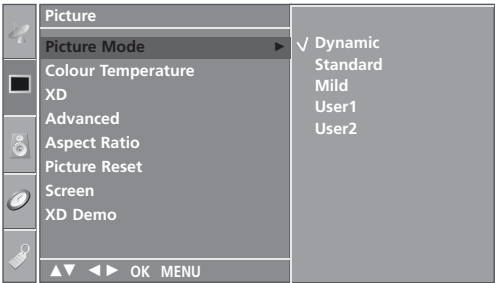 Picture
Picture Mode ►
Colour Temperature
XD
Advanced
Aspect Ratio
Picture Reset
Screen
XD Demo
▲▼ ◄► OK MENU
√ Dynamic
Standard
Mild
User1
User2